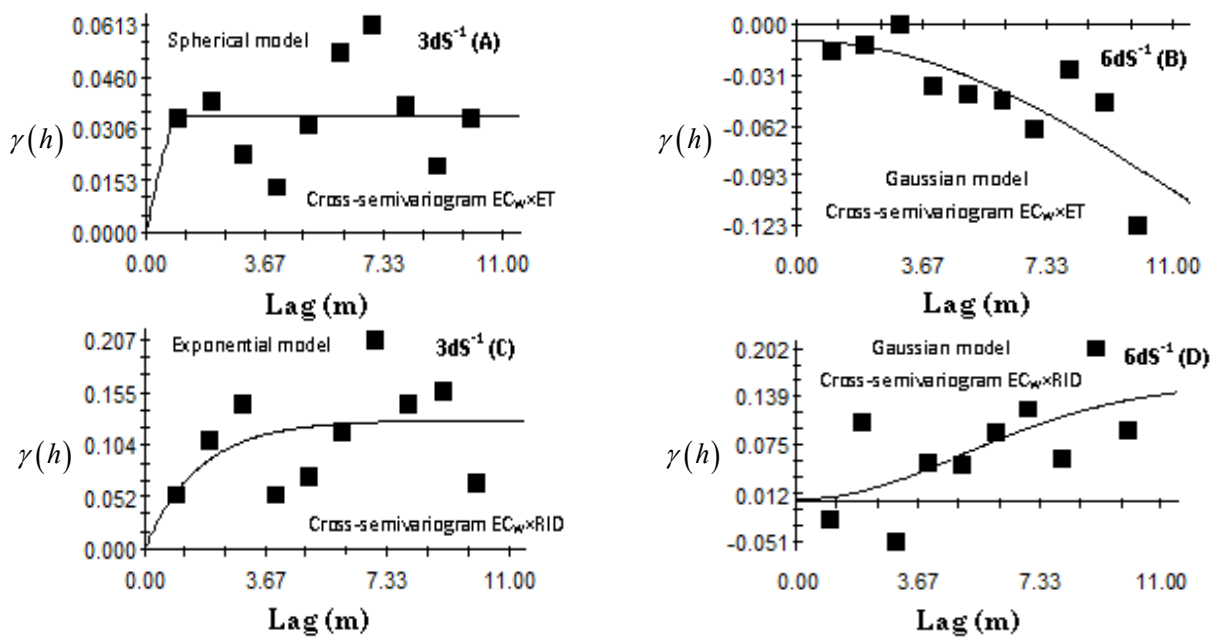 0.0613
Spherical model
3dS⁻¹ (A)
0.0460
0.0306
γ(h)
0.0153
Cross-semivariogram ECw×ET
0.0000
0.00 3.67 7.33 11.00
Lag (m)
0.000
6dS⁻¹ (B)
-0.031
-0.062
γ(h)
-0.093
Gaussian model
Cross-semivariogram ECw×ET
-0.123
0.00 3.67 7.33 11.00
Lag (m)
0.207
Exponential model
3dS⁻¹ (C)
0.155
0.104
γ(h)
0.052
Cross-semivariogram ECw×RID
0.000
0.00 3.67 7.33 11.00
Lag (m)
0.202
Gaussian model
6dS⁻¹ (D)
Cross-semivariogram ECw×RID
0.139
0.075
γ(h)
0.012
-0.051
0.00 3.67 7.33 11.00
Lag (m)